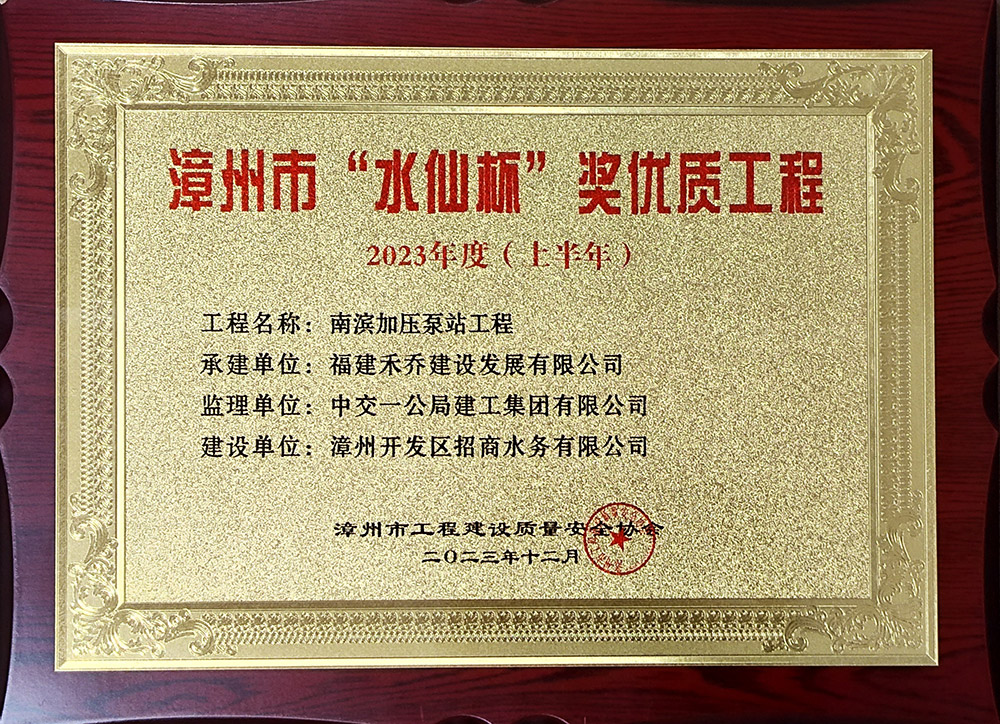 漳州市“水仙杯”奖优质工程
2023年度（上半年）
工程名称：南滨加压泵站工程
承建单位：福建禾乔建设发展有限公司
监理单位：中交一公局建工集团有限公司
建设单位：漳州开发区招商水务有限公司
漳州市工程建设质量安全协会
二〇二三年十二月